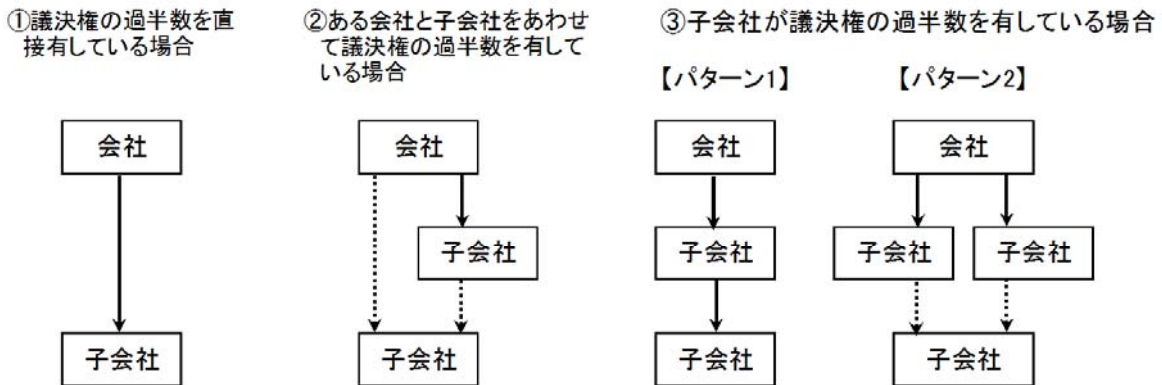 ①議決権の過半数を直
接有している場合
②ある会社と子会社をあわせ
て議決権の過半数を有して
いる場合
③子会社が議決権の過半数を有している場合
【パターン1】
【パターン2】
会社
子会社
会社
子会社
子会社
会社
子会社
子会社
会社
子会社
子会社
子会社